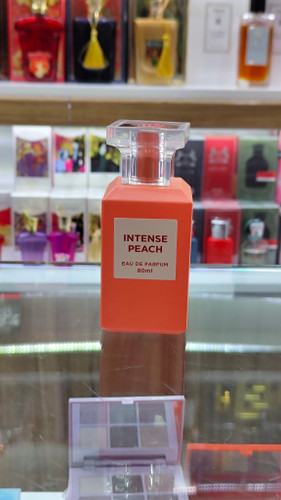 INTENSE
PEACH
EAU DE PARFUM
80ml